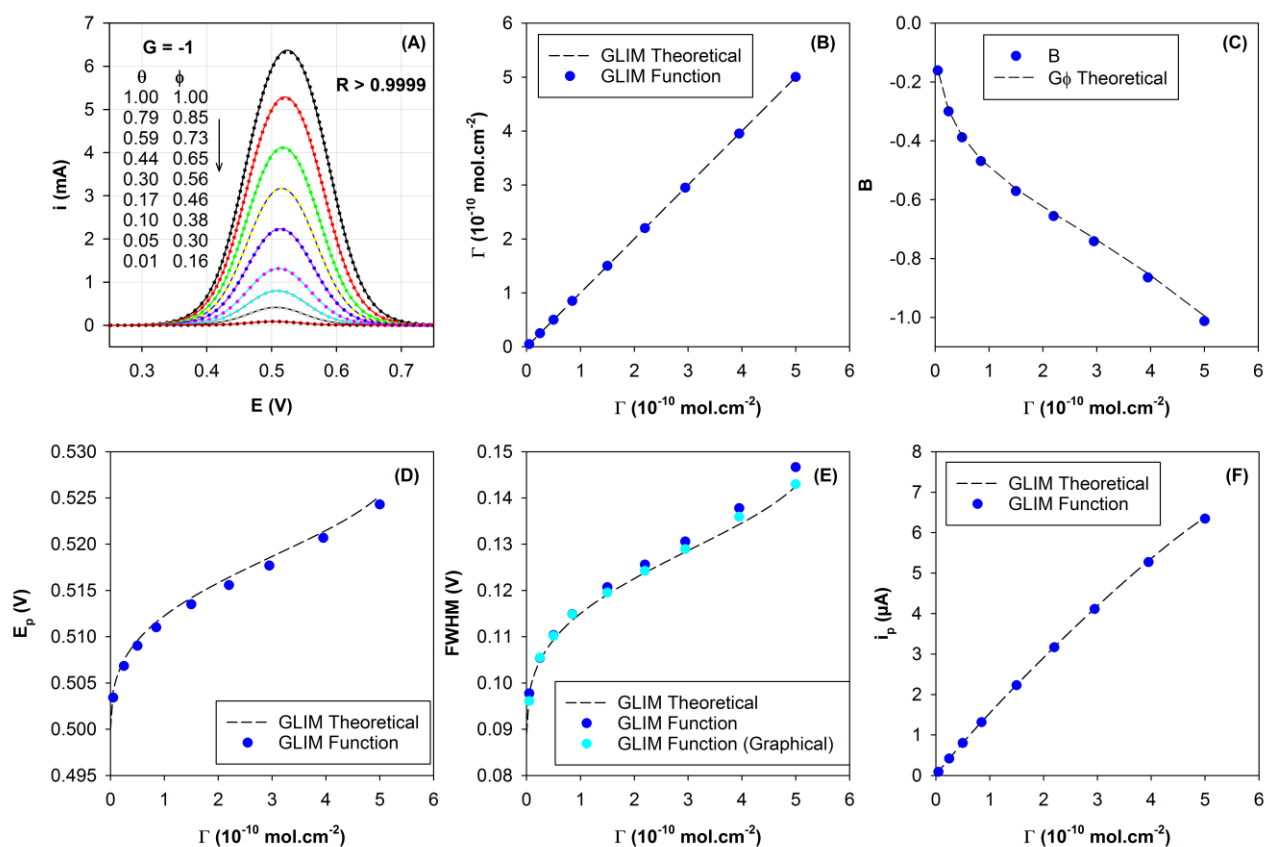 (A)
G = -1
θ ϕ
1.00 1.00
0.79 0.85
0.59 0.73
0.44 0.65
0.30 0.56
0.17 0.46
0.10 0.38
0.05 0.30
0.01 0.16
R > 0.9999
i (mA)
7
6
5
4
3
2
1
0
0.3 0.4 0.5 0.6 0.7
E (V)
(B)
GLIM Theoretical
GLIM Function
Γ (10⁻¹⁰ mol.cm⁻²)
6
5
4
3
2
1
0
0 1 2 3 4 5 6
Γ (10⁻¹⁰ mol.cm⁻²)
(C)
B
Gϕ Theoretical
B
0.0
-0.2
-0.4
-0.6
-0.8
-1.0
0 1 2 3 4 5 6
Γ (10⁻¹⁰ mol.cm⁻²)
(D)
Eₚ (V)
0.530
0.525
0.520
0.515
0.510
0.505
0.500
0.495
GLIM Theoretical
GLIM Function
0 1 2 3 4 5 6
Γ (10⁻¹⁰ mol.cm⁻²)
(E)
FWHM (V)
0.15
0.14
0.13
0.12
0.11
0.10
0.09
0.08
GLIM Theoretical
GLIM Function
GLIM Function (Graphical)
0 1 2 3 4 5 6
Γ (10⁻¹⁰ mol.cm⁻²)
(F)
GLIM Theoretical
GLIM Function
iₚ (µA)
8
7
6
5
4
3
2
1
0
0 1 2 3 4 5 6
Γ (10⁻¹⁰ mol.cm⁻²)